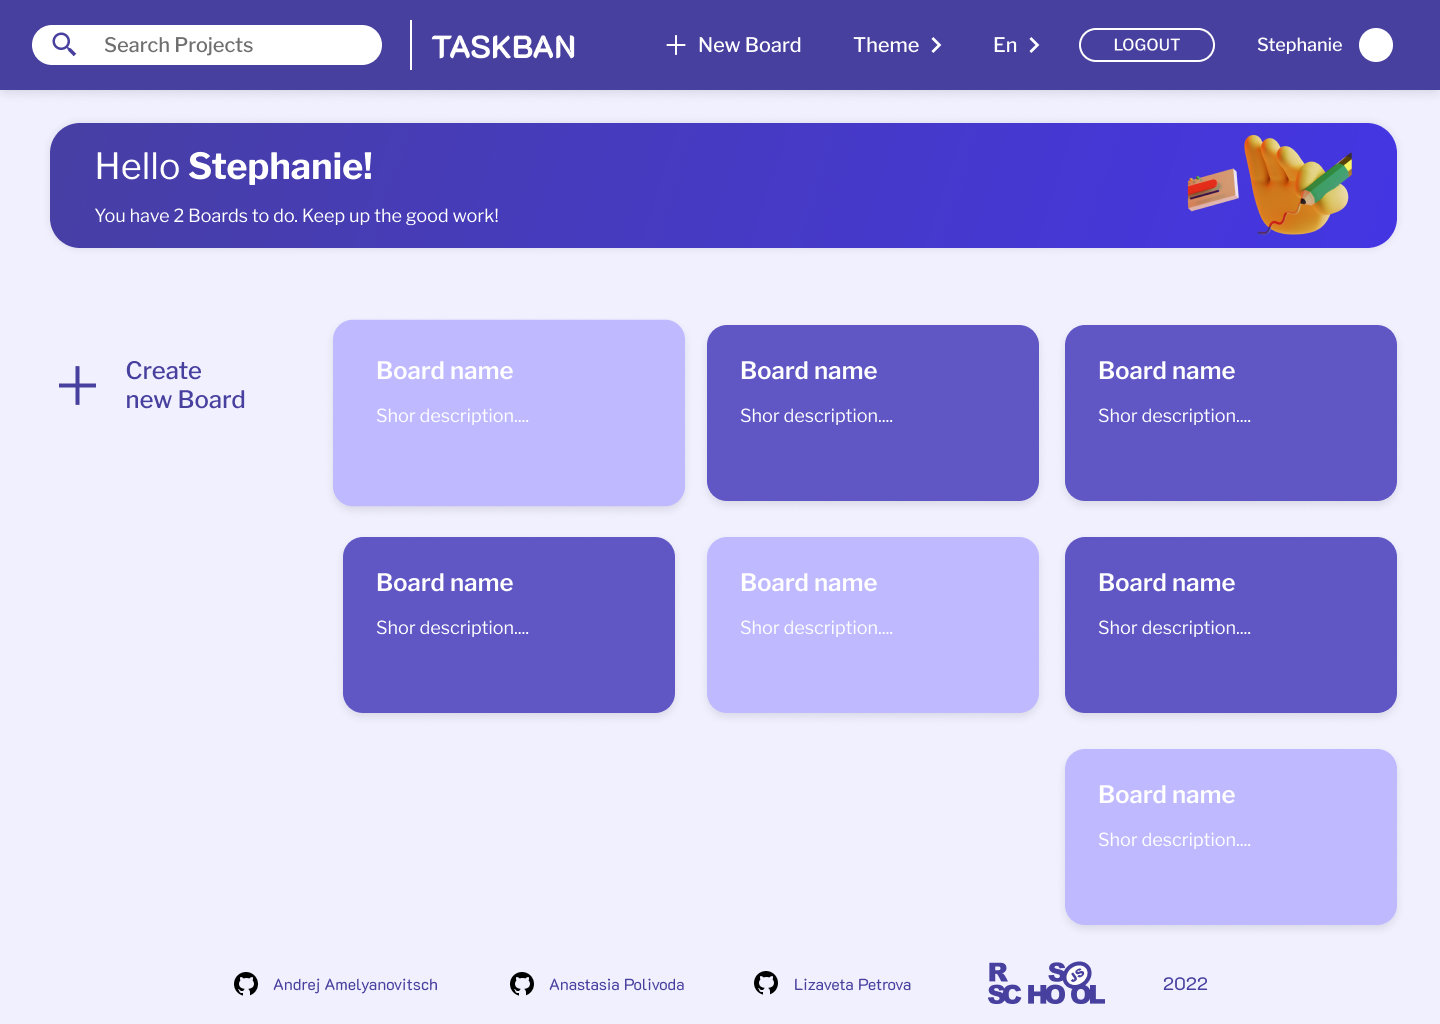 Search Projects
TASKBAN
New Board
Theme
En
LOGOUT
Stephanie
Hello Stephanie!
You have 2 Boards to do. Keep up the good work!
Create
new Board
Board name
Shor description....
Board name
Shor description....
Board name
Shor description....
Board name
Shor description....
Board name
Shor description....
Board name
Shor description....
Board name
Shor description....
Andrej Amelyanovitsch
Anastasia Polivoda
Lizaveta Petrova
R S JS
SCHOOL
2022